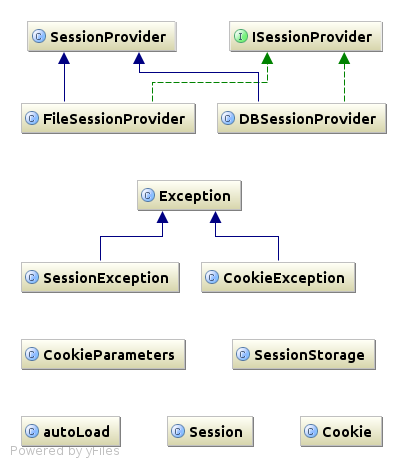 C SessionProvider
I ISessionProvider
C FileSessionProvider
C DBSessionProvider
C Exception
C SessionException
C CookieException
C CookieParameters
C SessionStorage
C autoLoad
C Session
C Cookie
Powered by yFiles